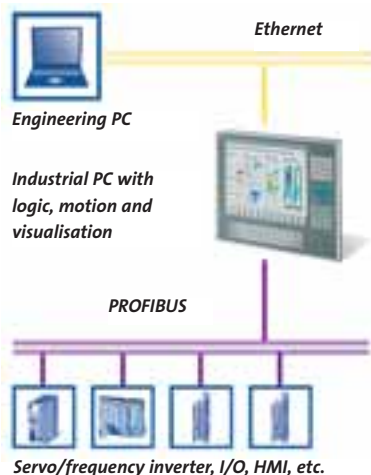 Ethernet
Engineering PC
Industrial PC with
logic, motion and
visualisation
PROFIBUS
Servo/frequency inverter, I/O, HMI, etc.